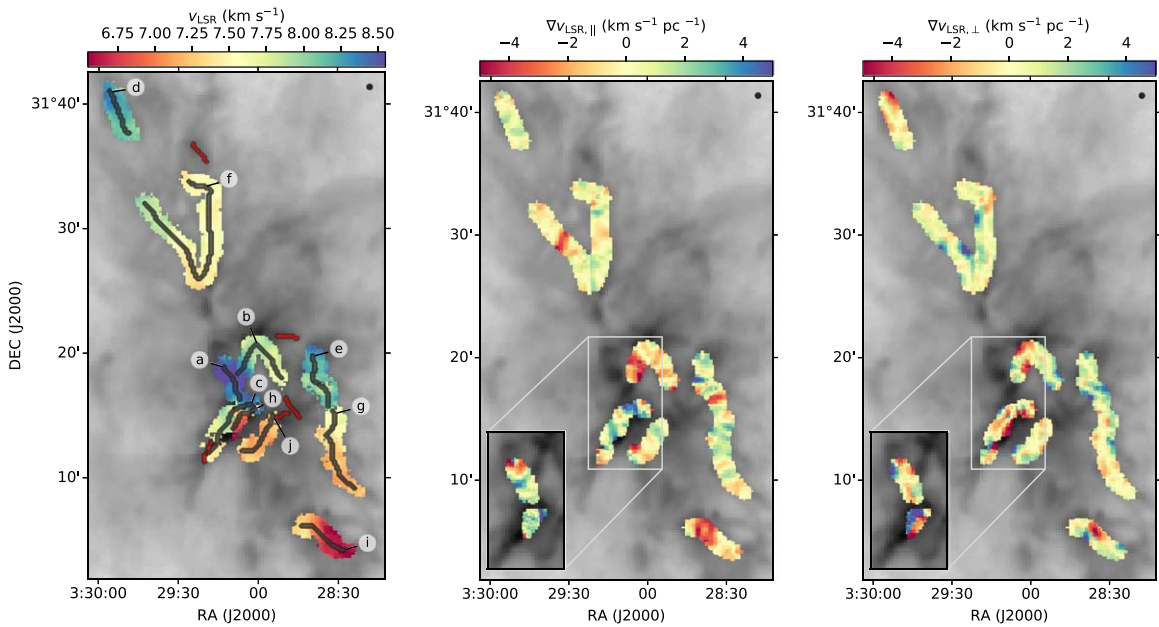 v_LSR (km s⁻¹)
6.75 7.00 7.25 7.50 7.75 8.00 8.25 8.50
∇v_LSR,∥ (km s⁻¹ pc ⁻¹)
−4 −2 0 2 4
∇v_LSR,⊥ (km s⁻¹ pc ⁻¹)
−4 −2 0 2 4
DEC (J2000)
31°40'
30'
20'
10'
d
f
b
a
e
c
h
g
j
i
3:30:00 29:30 00 28:30
RA (J2000)
31°40'
30'
20'
10'
3:30:00 29:30 00 28:30
RA (J2000)
31°40'
30'
20'
10'
3:30:00 29:30 00 28:30
RA (J2000)